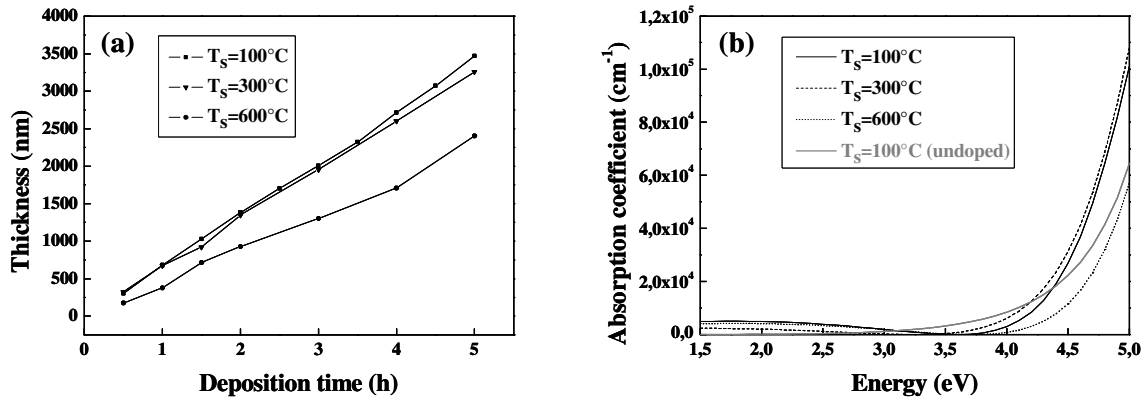 (a)
T_s=100°C
T_s=300°C
T_s=600°C
4000
3500
3000
2500
2000
1500
1000
500
0
Thickness (nm)
0 1 2 3 4 5
Deposition time (h)
(b)
T_s=100°C
T_s=300°C
T_s=600°C
T_s=100°C (undoped)
1,2x10^5
1,0x10^5
8,0x10^4
6,0x10^4
4,0x10^4
2,0x10^4
0,0
Absorption coefficient (cm^-1)
1,5 2,0 2,5 3,0 3,5 4,0 4,5 5,0
Energy (eV)